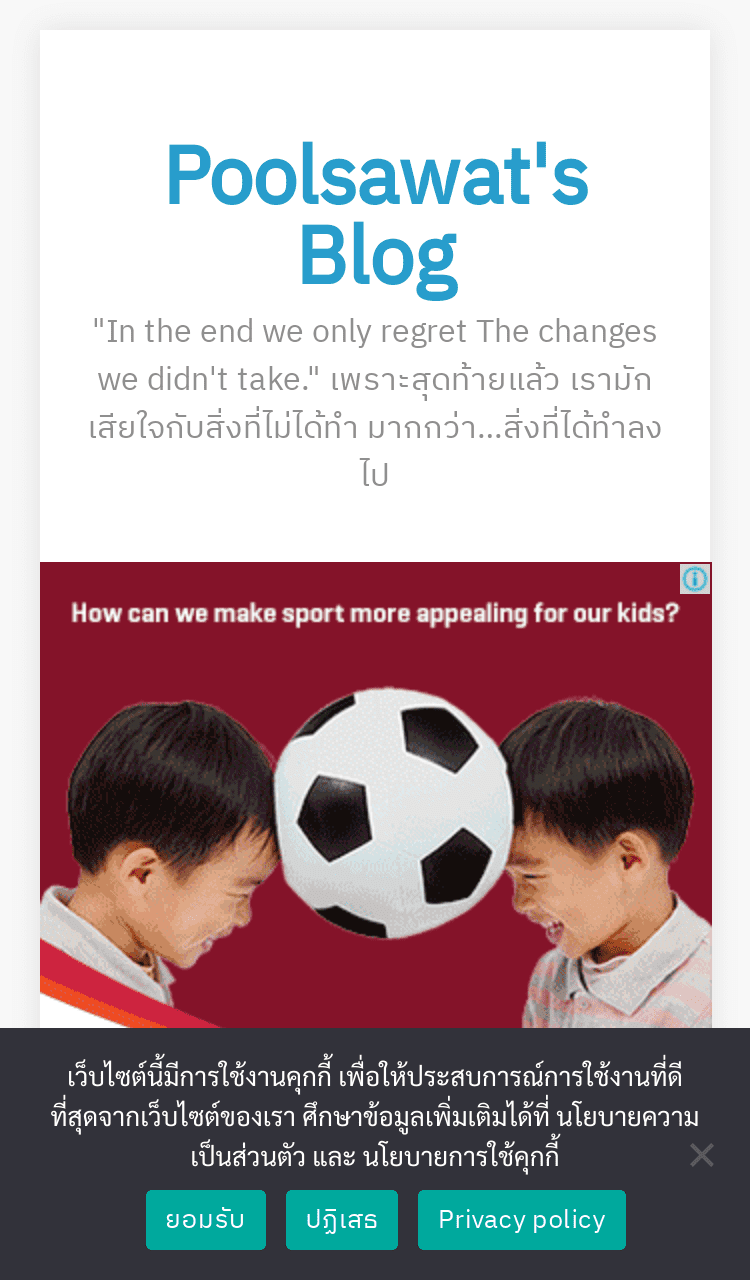 Poolsawat's
Blog
"In the end we only regret The changes
we didn't take." เพราะสุดท้ายแล้ว เรามัก
เสียใจกับสิ่งที่ไม่ได้ทำ มากกว่า...สิ่งที่ได้ทำลง
ไป
How can we make sport more appealing for our kids?
เว็บไซต์นี้มีการใช้งานคุกกี้ เพื่อให้ประสบการณ์การใช้งานที่ดี
ที่สุดจากเว็บไซต์ของเรา ศึกษาข้อมูลเพิ่มเติมได้ที่ นโยบายความ
เป็นส่วนตัว และ นโยบายการใช้คุกกี้
ยอมรับ ปฏิเสธ Privacy policy